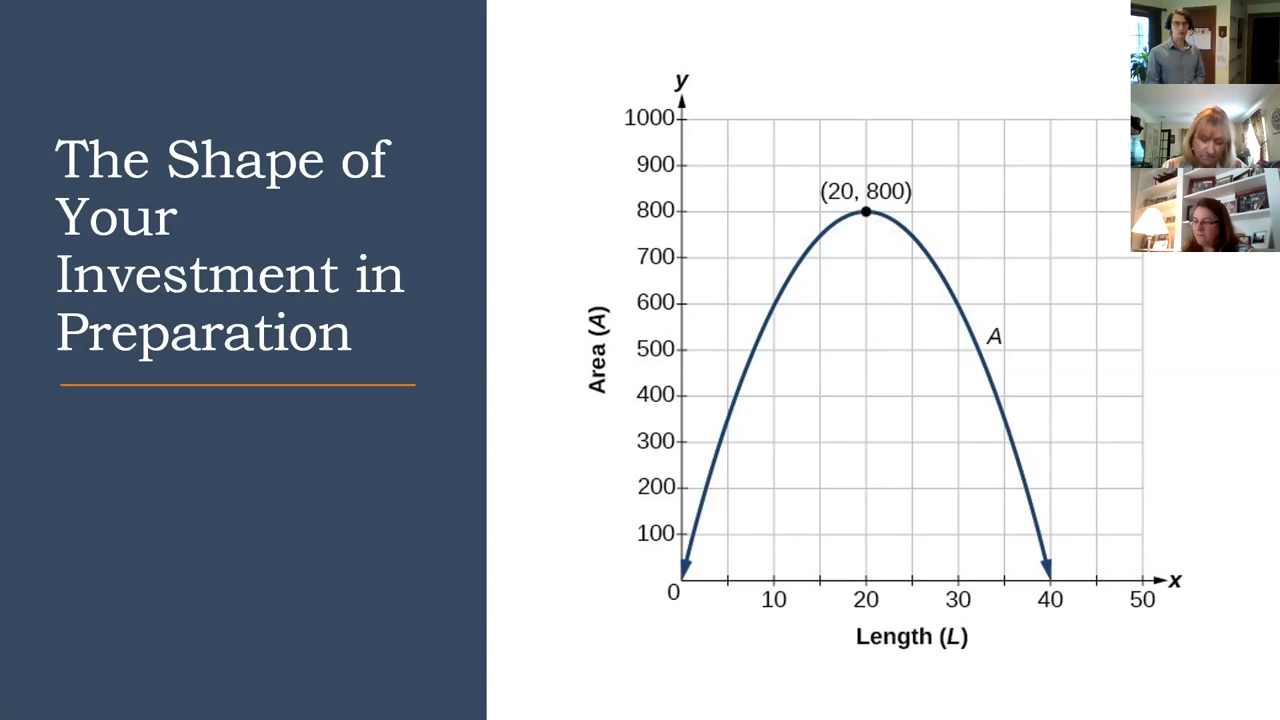 The Shape of
Your
Investment in
Preparation
y
1000
900
(20, 800)
800
700
600
A
500
400
300
200
100
0
10 20 30 40 50
x
Area (A)
Length (L)